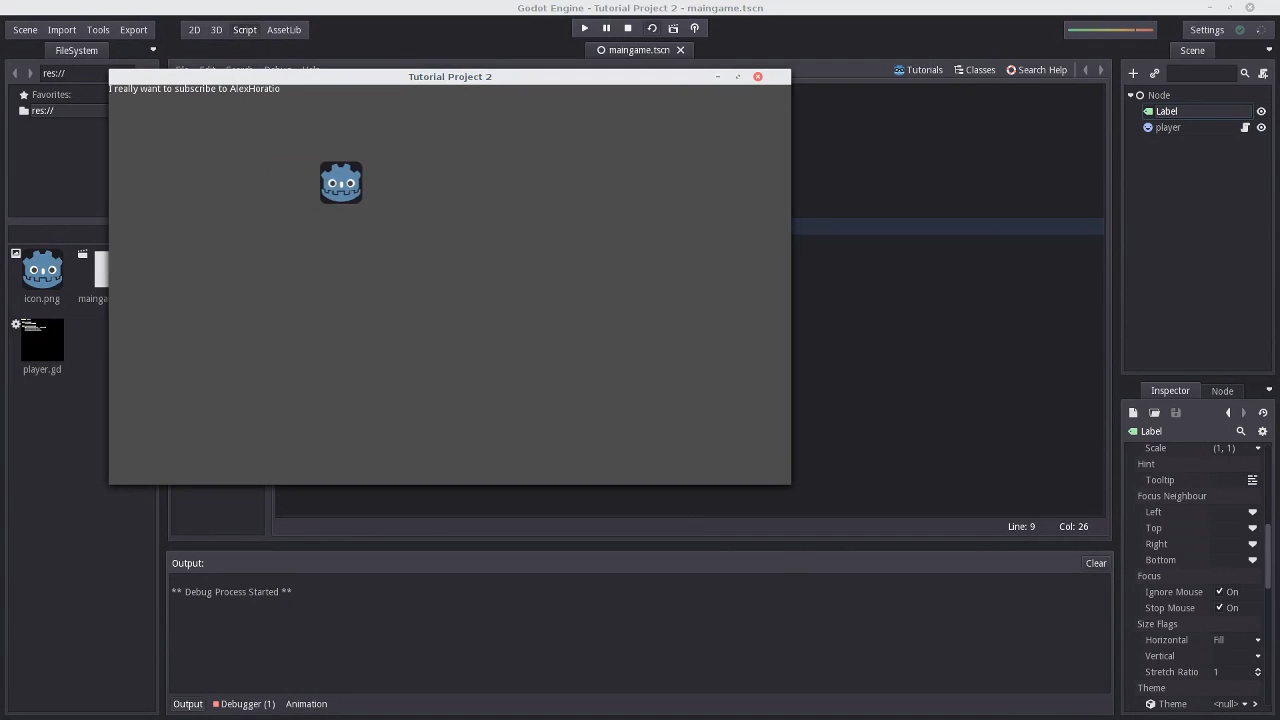 Godot Engine - Tutorial Project 2 - maingame.tscn
Scene Import Tools Export
2D 3D Script AssetLib
Settings
FileSystem
maingame.tscn
Scene
res://
Tutorial Project 2
Tutorials Classes Search Help
I really want to subscribe to AlexHoratio
Favorites:
res://
Node
Label
player
icon.png
mainga
player.gd
Inspector
Node
Label
Scale (1, 1)
Hint
Tooltip
Focus Neighbour
Left
Top
Right
Bottom
Focus
Ignore Mouse On
Stop Mouse On
Size Flags
Horizontal Fill
Vertical
Stretch Ratio 1
Theme
Theme <null>
Line: 9 Col: 26
Output: Clear
** Debug Process Started **
Output Debugger (1) Animation